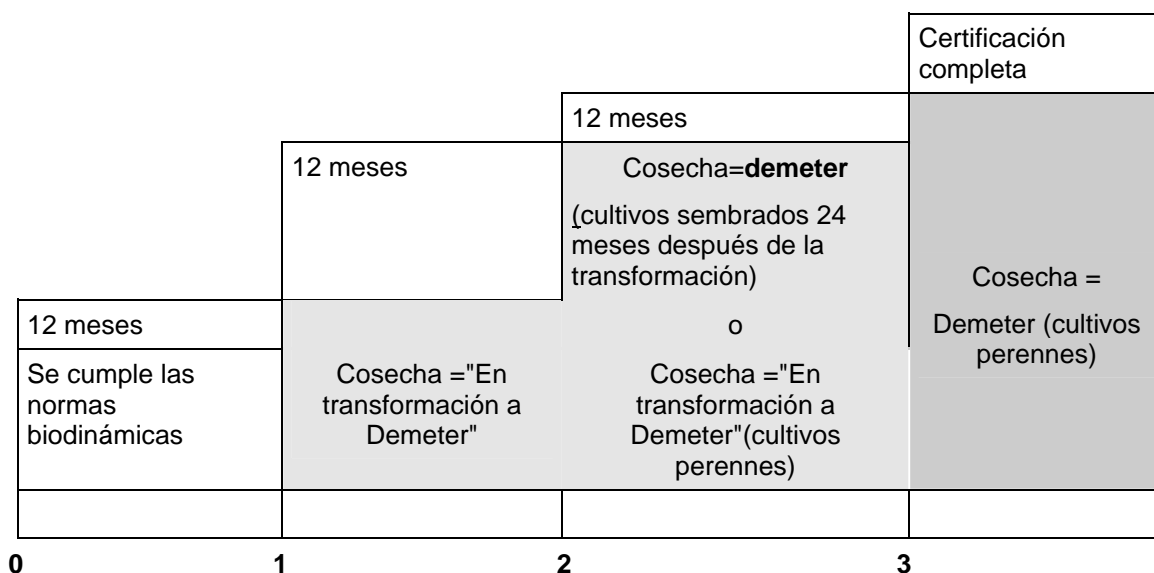 Certificación
completa
12 meses
12 meses
Cosecha=demeter
(cultivos sembrados 24
meses después de la
transformación)
Cosecha =
Demeter (cultivos
perennes)
12 meses
o
Se cumple las
normas
biodinámicas
Cosecha ="En
transformación a
Demeter"
Cosecha ="En
transformación a
Demeter"(cultivos
perennes)
0 1 2 3